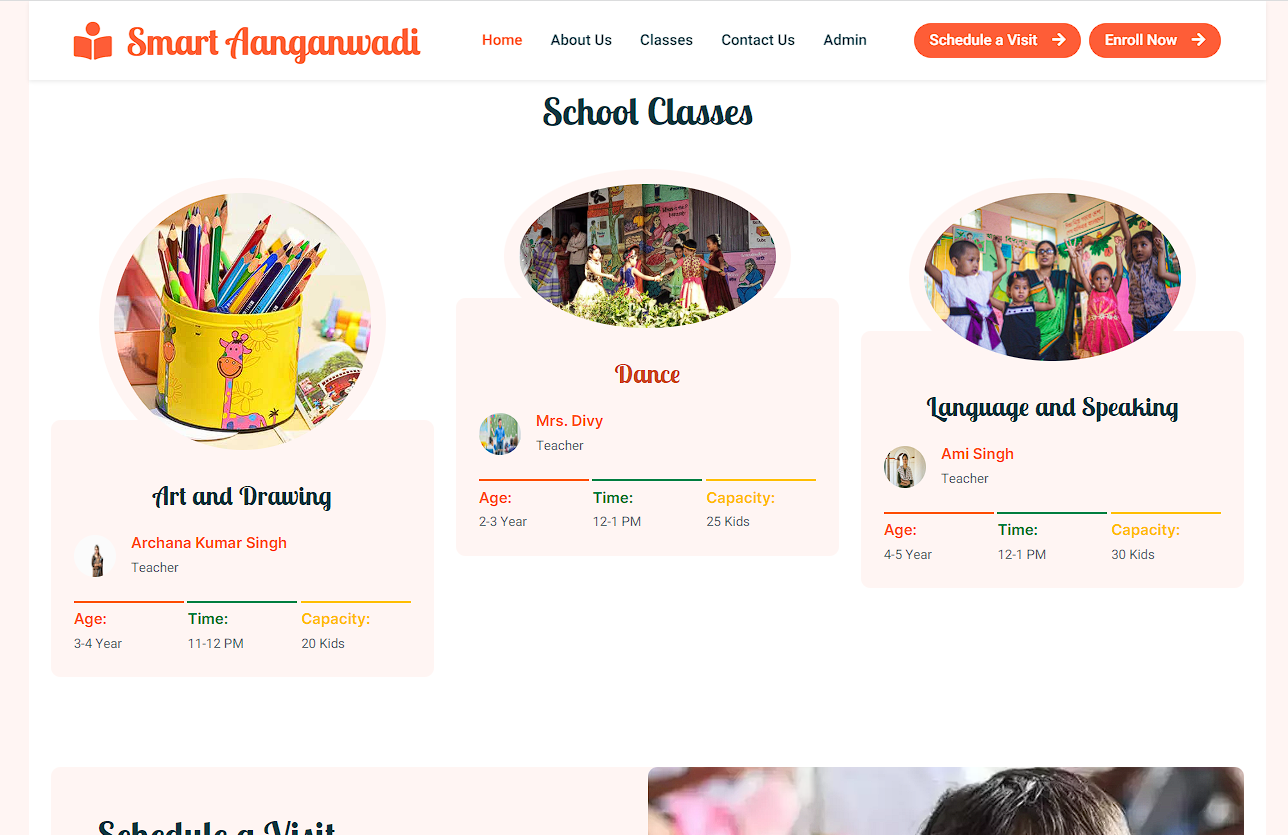 Smart Aanganwadi
Home
About Us
Classes
Contact Us
Admin
Schedule a Visit
Enroll Now
School Classes
Art and Drawing
Archana Kumar Singh
Teacher
Age:
Time:
Capacity:
3-4 Year
11-12 PM
20 Kids
Dance
Mrs. Divy
Teacher
Age:
Time:
Capacity:
2-3 Year
12-1 PM
25 Kids
Language and Speaking
Ami Singh
Teacher
Age:
Time:
Capacity:
4-5 Year
12-1 PM
30 Kids
Schedule a Visit